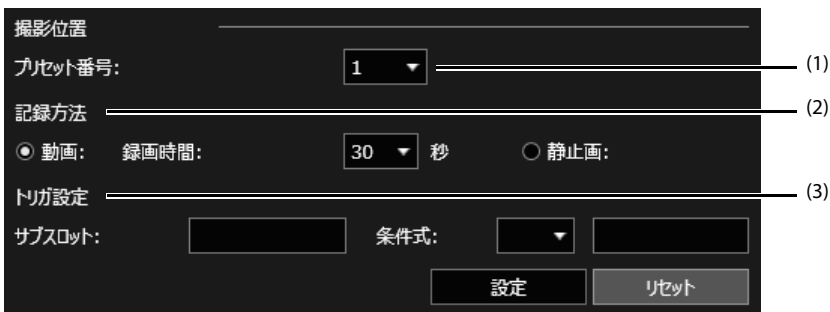 撮影位置
プリセット番号: 1 (1)
記録方法 (2)
動画: 録画時間: 30 秒 静止画:
トリガ設定 (3)
サブスロット: 条件式:
設定 リセット